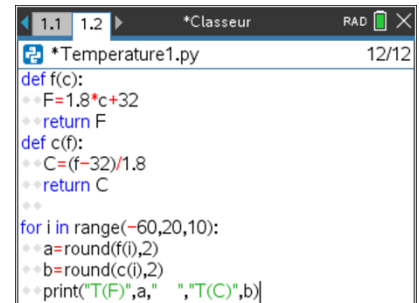 1.1 1.2 *Classeur RAD
*Temperature1.py 12/12
def f(c):
F=1.8*c+32
return F
def c(f):
C=(f−32)/1.8
return C
for i in range(−60,20,10):
a=round(f(i),2)
b=round(c(i),2)
print("T(F)",a,"   ","T(C)",b)